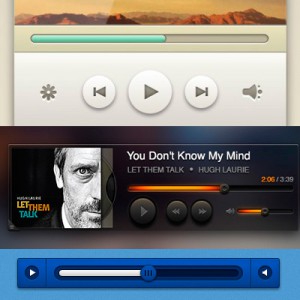 You Don't Know My Mind
LET THEM TALK • HUGH LAURIE
2:06 / 3:39
HUGH LAURIE
LET
THEM
TALK